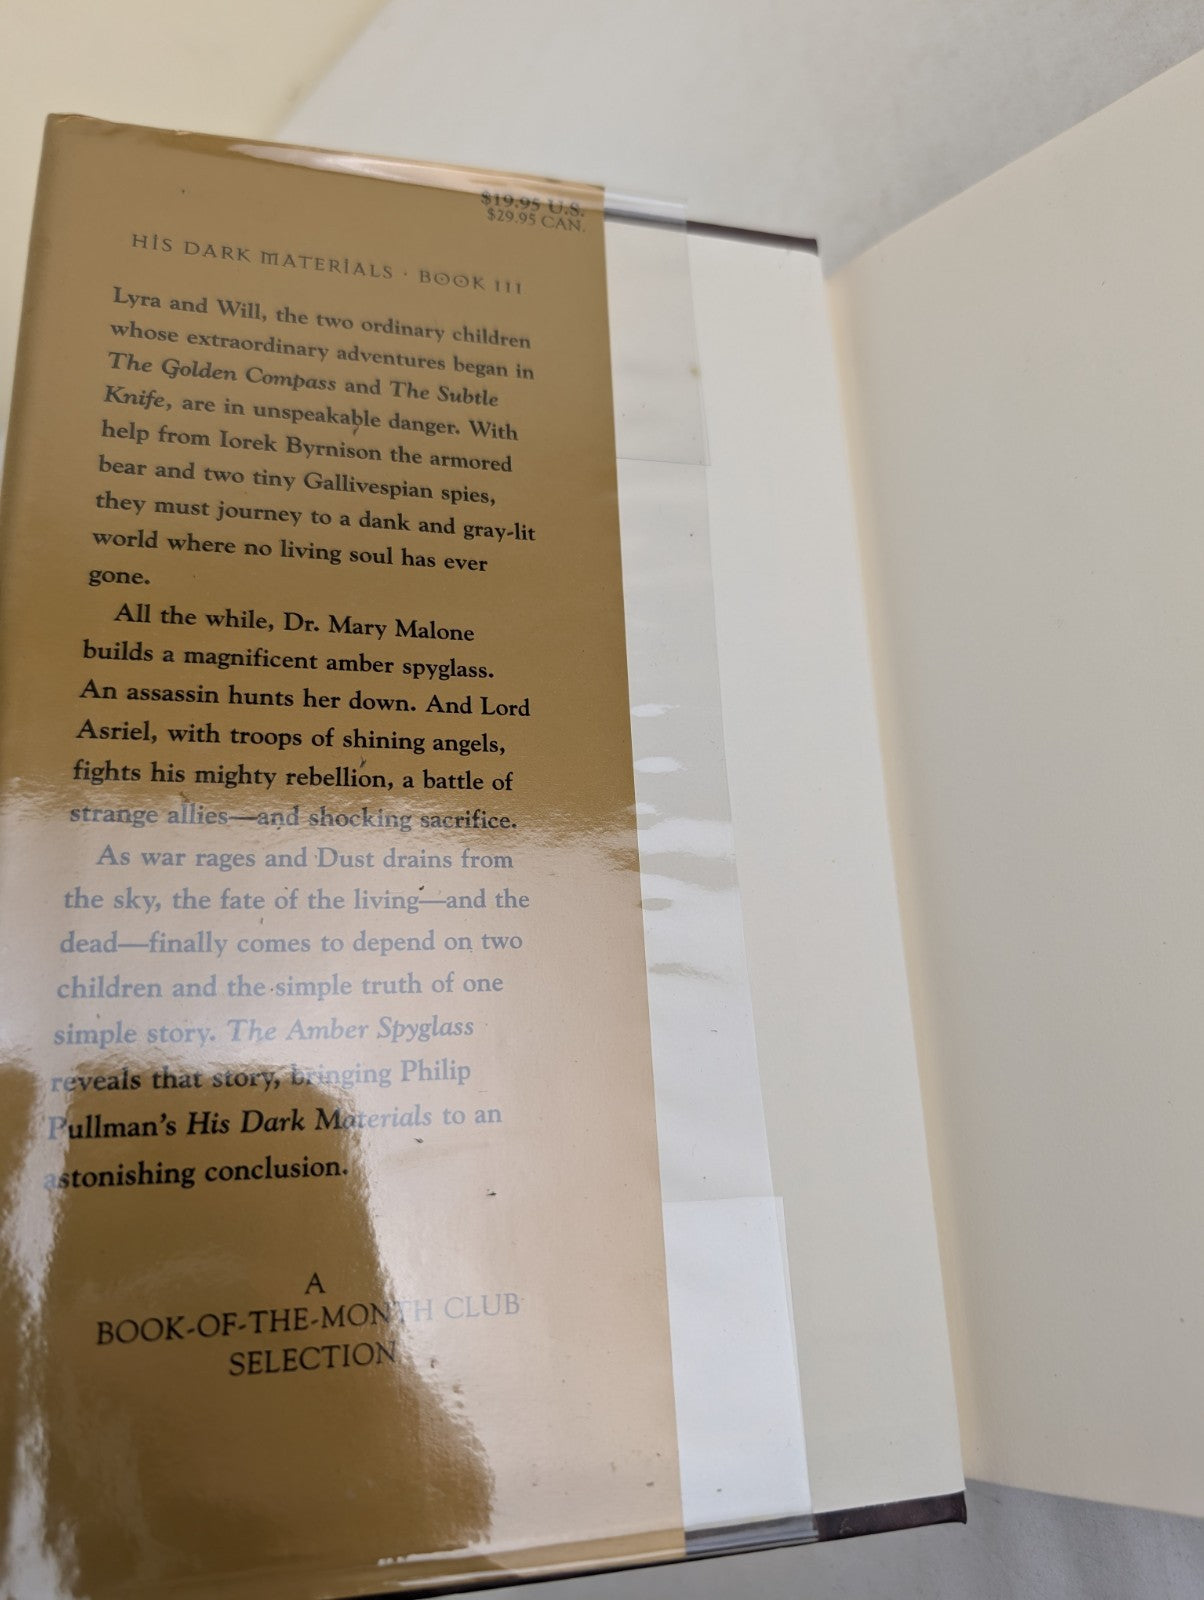 $19.95 U.S.
$29.95 CAN.
HIS DARK MATERIALS · BOOK III
Lyra and Will, the two ordinary children
whose extraordinary adventures began in
The Golden Compass and The Subtle
Knife, are in unspeakable danger. With
help from Iorek Byrnison the armored
bear and two tiny Gallivespian spies,
they must journey to a dank and gray-lit
world where no living soul has ever
gone.
All the while, Dr. Mary Malone
builds a magnificent amber spyglass.
An assassin hunts her down. And Lord
Asriel, with troops of shining angels,
fights his mighty rebellion, a battle of
strange allies—and shocking sacrifice.
As war rages and Dust drains from
the sky, the fate of the living—and the
dead—finally comes to depend on two
children and the simple truth of one
simple story. The Amber Spyglass
reveals that story, bringing Philip
Pullman's His Dark Materials to an
astonishing conclusion.
A
BOOK-OF-THE-MONTH CLUB
SELECTION